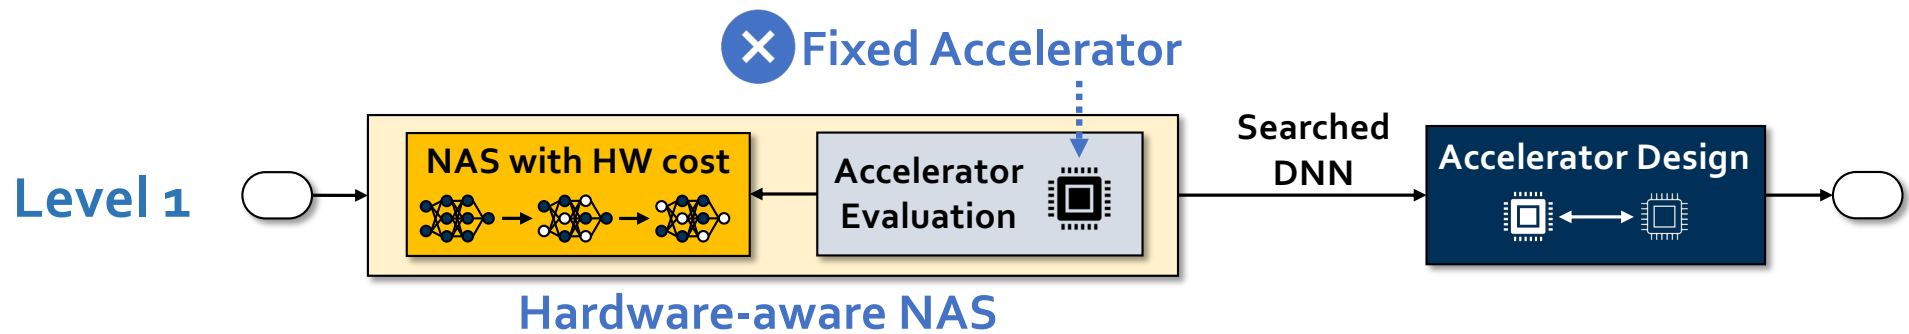 Fixed Accelerator
Level 1
NAS with HW cost
Accelerator
Evaluation
Hardware-aware NAS
Searched
DNN
Accelerator Design